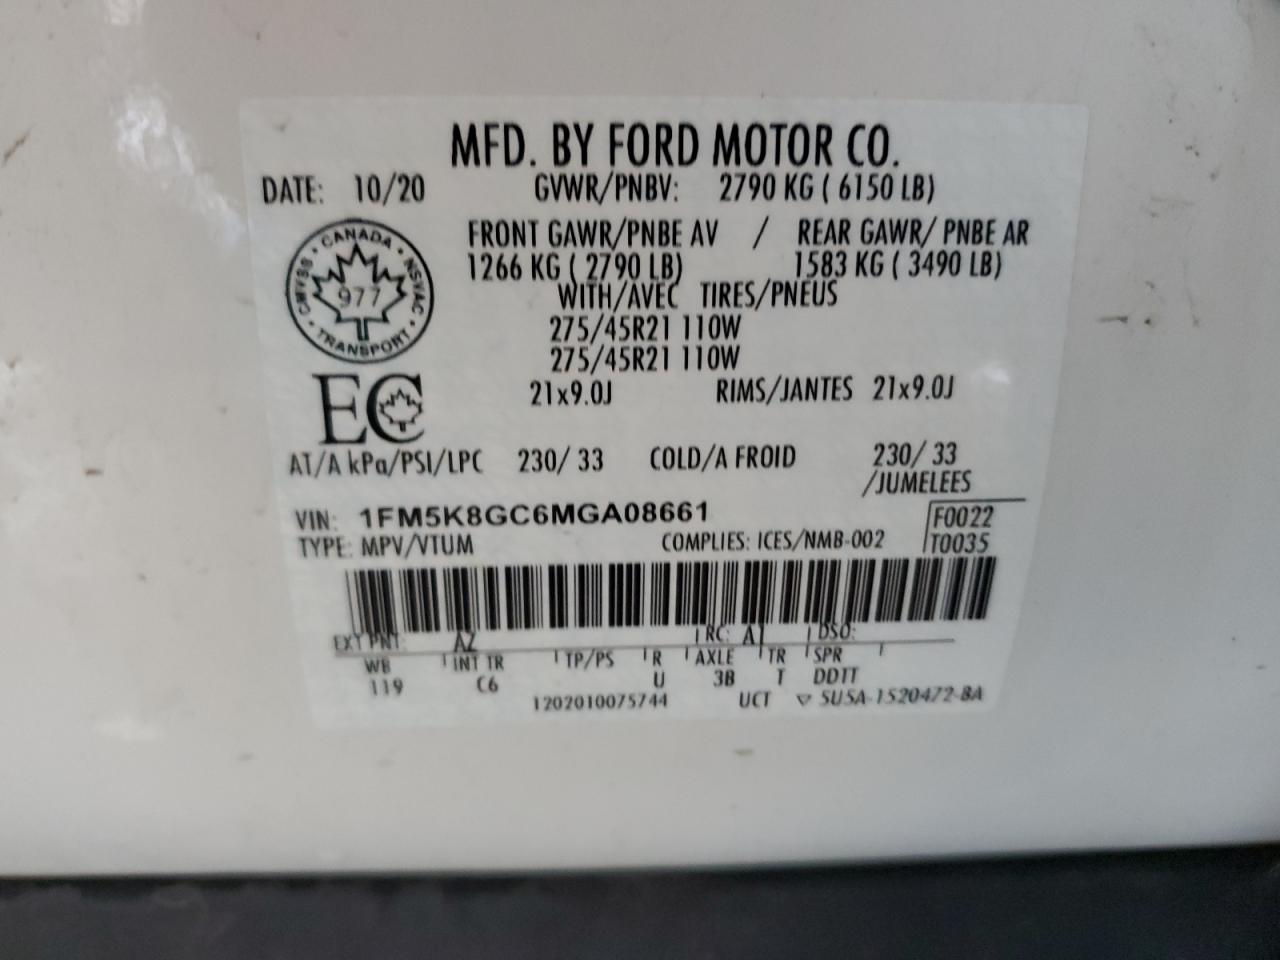 MFD. BY FORD MOTOR CO.
DATE: 10/20 GVWR/PNBV: 2790 KG ( 6150 LB)
FRONT GAWR/PNBE AV / REAR GAWR/ PNBE AR
1266 KG ( 2790 LB) 1583 KG ( 3490 LB)
WITH/AVEC TIRES/PNEUS
275/45R21 110W
275/45R21 110W
21x9.0J RIMS/JANTES 21x9.0J
CANADA
CMVSS NSVAC
977
TRANSPORT
EC
AT/A kPa/PSI/LPC 230/ 33 COLD/A FROID 230/ 33
/JUMELEES
VIN: 1FM5K8GC6MGA08661
F0022
TYPE: MPV/VTUM COMPLIES: ICES/NMB-002 T0035
EXT PNT: AZ RC: A1 DSO:
WB INT TR TP/PS R AXLE TR SPR
119 C6 U 3B T DDTT
1202010075744 UCT ▽ SU5A-1520472-BA